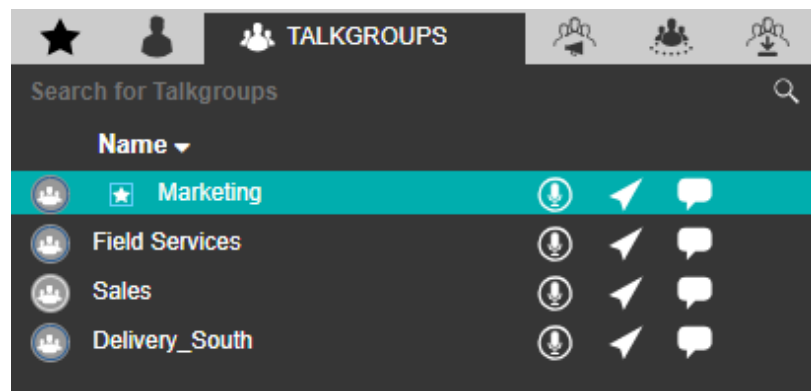 TALKGROUPS
Search for Talkgroups
Name
Marketing
Field Services
Sales
Delivery_South